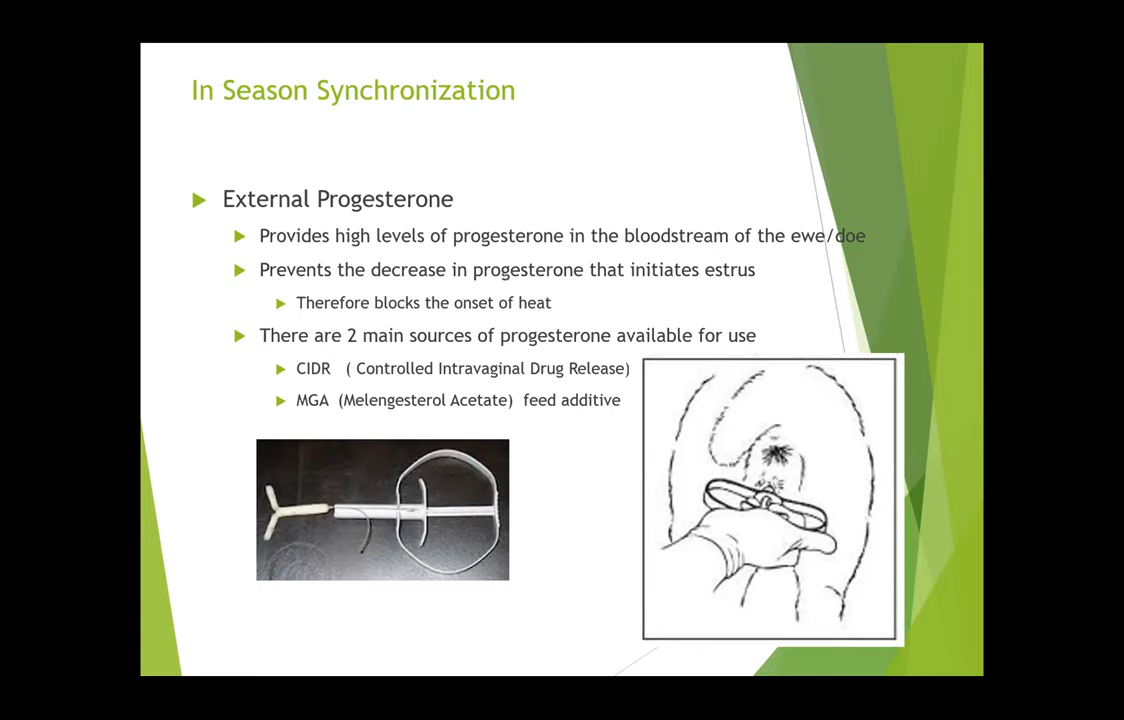 In Season Synchronization
External Progesterone
Provides high levels of progesterone in the bloodstream of the ewe/doe
Prevents the decrease in progesterone that initiates estrus
Therefore blocks the onset of heat
There are 2 main sources of progesterone available for use
CIDR ( Controlled Intravaginal Drug Release)
MGA (Melengesterol Acetate) feed additive